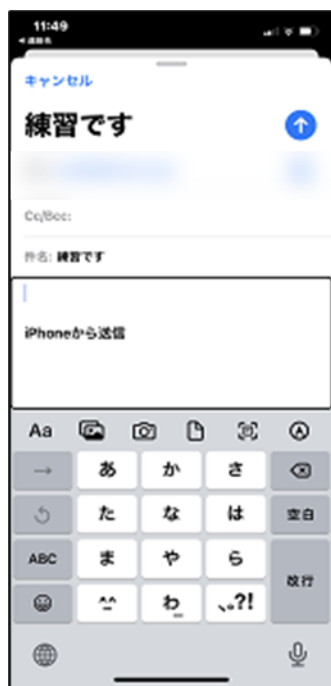 11:49
◀連絡先
キャンセル
練習です
Cc/Bcc:
件名: 練習です
iPhoneから送信
Aa
→ あ か さ
た な は 空白
ABC ま や ら 改行
^^ わ_ 、。?!